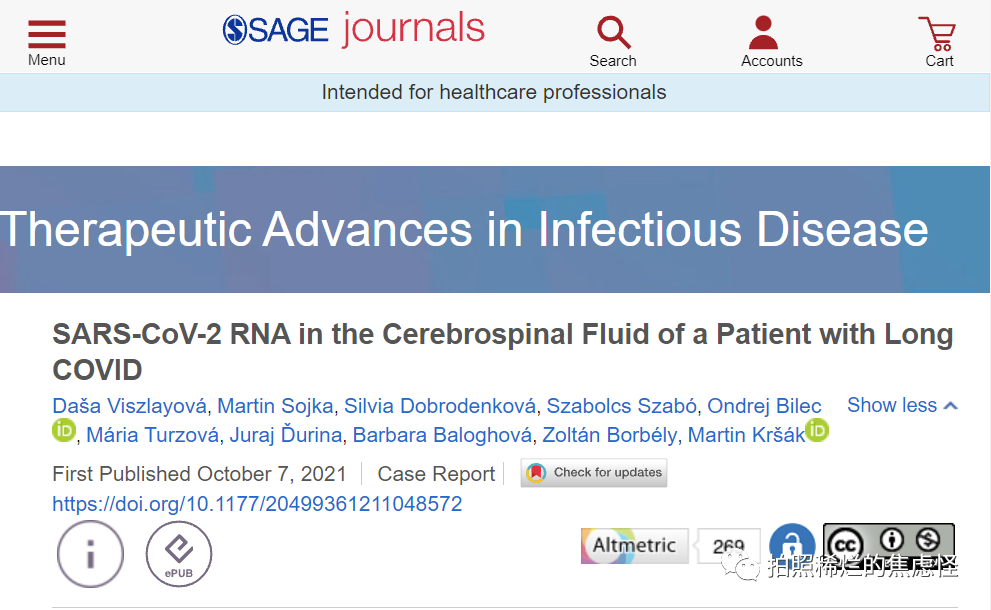 Menu
SAGE journals
Search
Accounts
Cart
Intended for healthcare professionals
Therapeutic Advances in Infectious Disease
SARS-CoV-2 RNA in the Cerebrospinal Fluid of a Patient with Long
COVID
Daša Viszlayová, Martin Sojka, Silvia Dobrodenková, Szabolcs Szabó, Ondrej Bilec
Show less
iD, Mária Turzová, Juraj Ďurina, Barbara Baloghová, Zoltán Borbély, Martin Kršák iD
First Published October 7, 2021 Case Report Check for updates
https://doi.org/10.1177/20499361211048572
i
ePUB
Altmetric 269
cc
拍照稀烂的焦虑怪